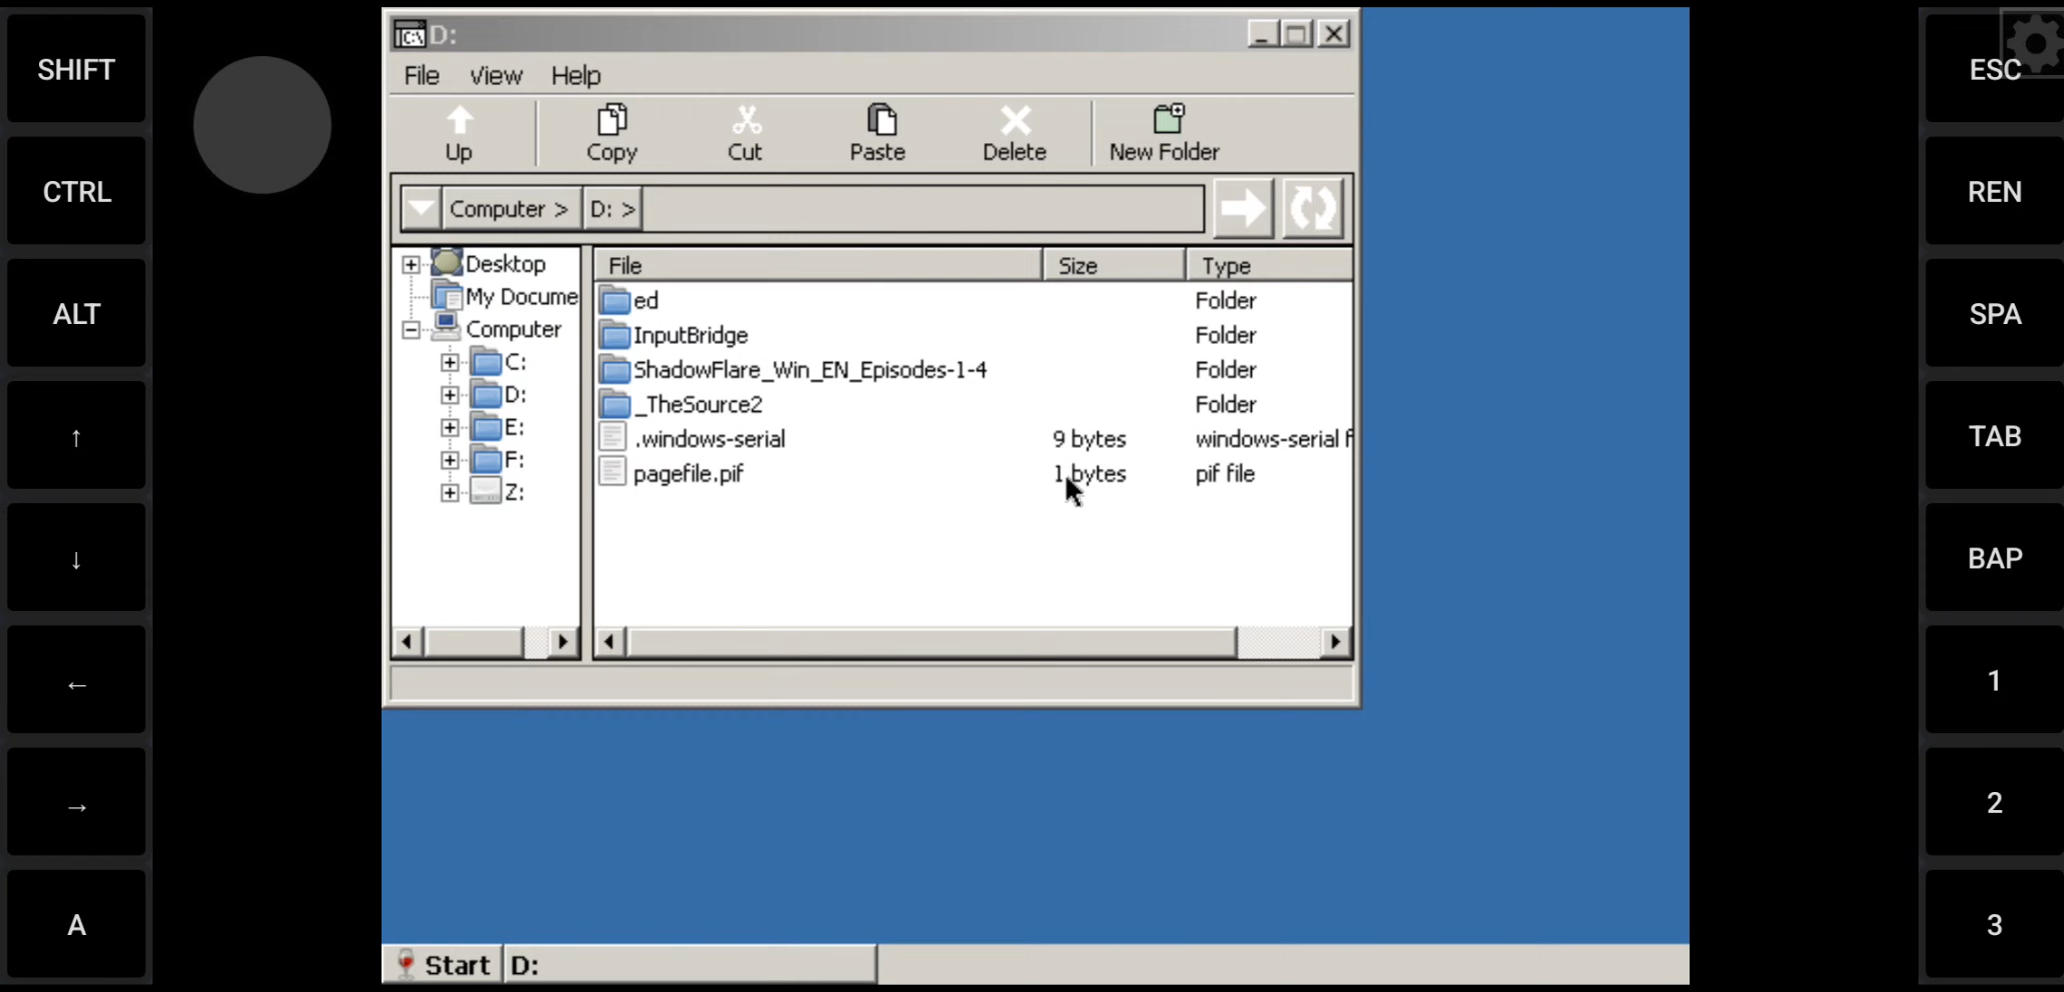 SHIFT
CTRL
ALT
↑
↓
←
→
A
D:
File View Help
Up Copy Cut Paste Delete New Folder
Computer > D: >
Desktop
My Docume
Computer
C:
D:
E:
F:
Z:
File Size Type
ed Folder
InputBridge Folder
ShadowFlare_Win_EN_Episodes-1-4 Folder
_TheSource2 Folder
.windows-serial 9 bytes windows-serial f
pagefile.pif 1 bytes pif file
Start D:
ESC
REN
SPA
TAB
BAP
1
2
3